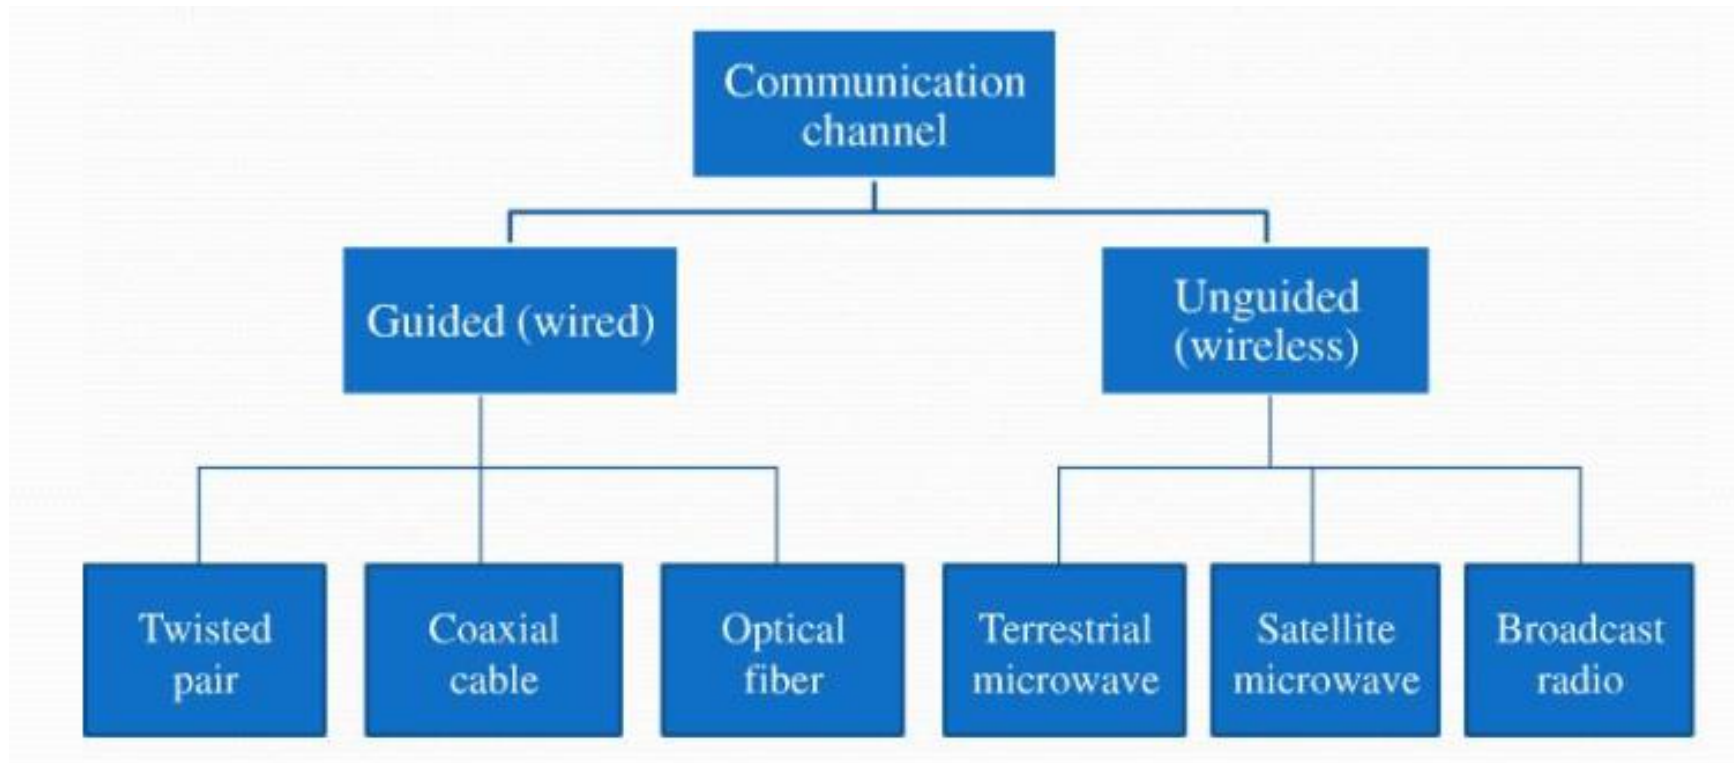 Communication
channel
Guided (wired)
Unguided
(wireless)
Twisted
pair
Coaxial
cable
Optical
fiber
Terrestrial
microwave
Satellite
microwave
Broadcast
radio